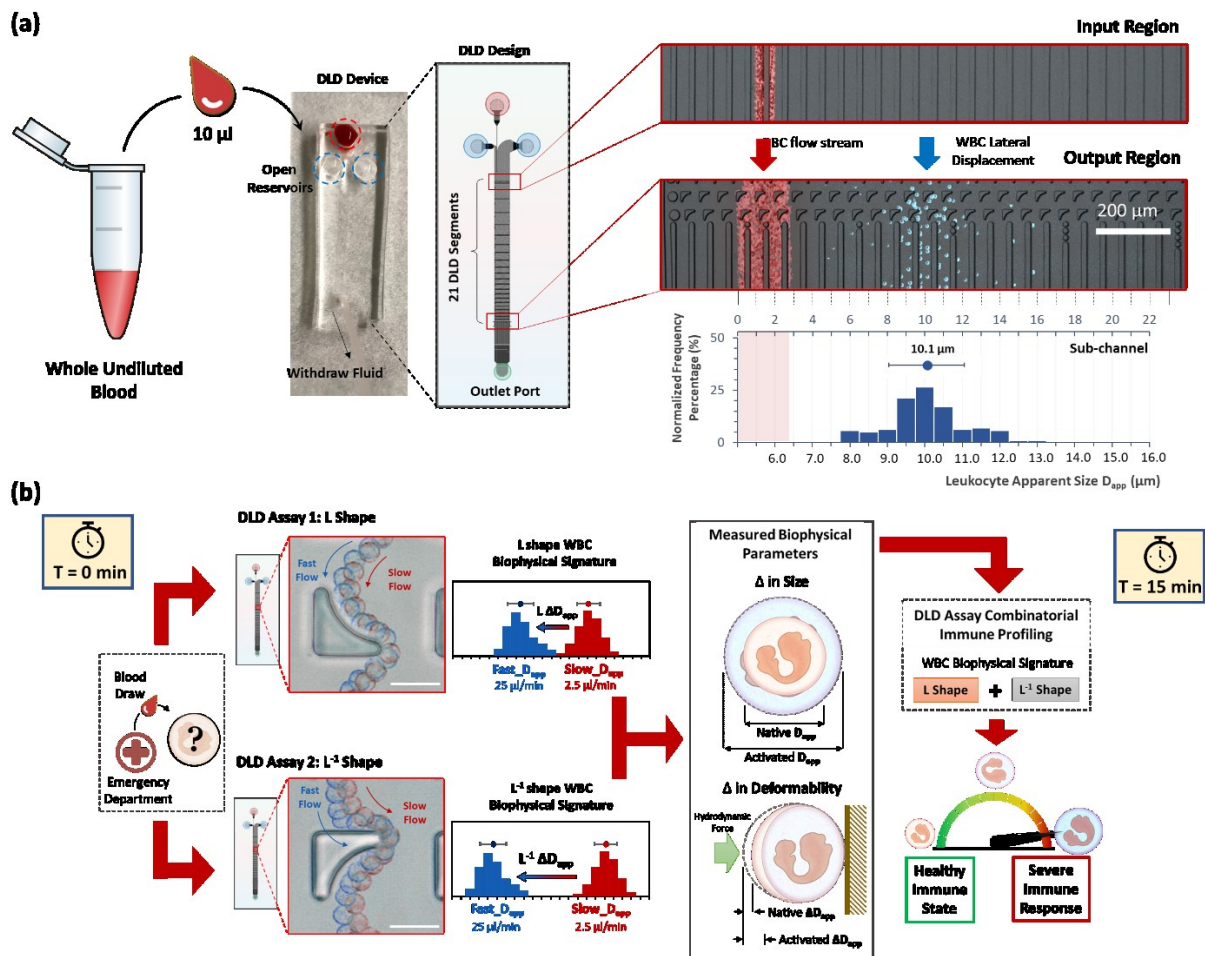 (a)
10 µl
Whole Undiluted
Blood
DLD Device
Open
Reservoirs
Withdraw Fluid
DLD Design
21 DLD Segments
Outlet Port
Input Region
BC flow stream
WBC Lateral
Displacement
Output Region
200 µm
0 2 4 6 8 10 12 14 16 18 20 22
Normalized Frequency
Percentage (%)
50
25
0
10.1 µm
Sub-channel
6.0 8.0 9.0 10.0 11.0 12.0 13.0 14.0 15.0 16.0
Leukocyte Apparent Size Dapp (µm)
(b)
T = 0 min
Blood
Draw
?
Emergency
Department
DLD Assay 1: L Shape
Fast
Flow
Slow
Flow
L shape WBC
Biophysical Signature
L ΔDapp
Fast_Dapp
25 µl/min
Slow_Dapp
2.5 µl/min
DLD Assay 2: L-1 Shape
Fast
Flow
Slow
Flow
L-1 shape WBC
Biophysical Signature
L-1 ΔDapp
Fast_Dapp
25 µl/min
Slow_Dapp
2.5 µl/min
Measured Biophysical
Parameters
Δ in Size
Native Dapp
Activated Dapp
Δ in Deformability
Hydrodynamic
Force
Native ΔDapp
Activated ΔDapp
T = 15 min
DLD Assay Combinatorial
Immune Profiling
WBC Biophysical Signature
L Shape + L-1 Shape
Healthy
Immune
State
Severe
Immune
Response